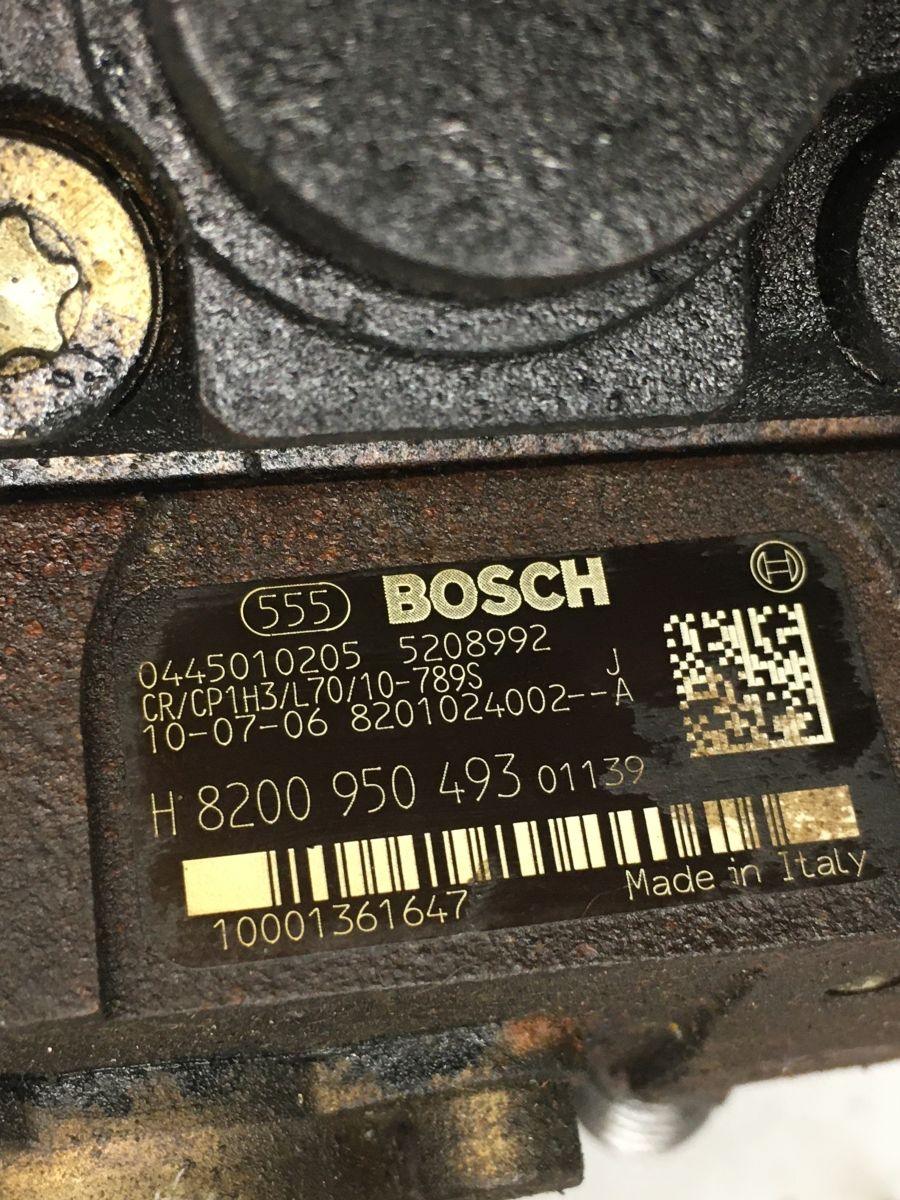 555 BOSCH
0445010205 5208992
CR/CP1H3/L70/10-789S J
10-07-06 8201024002--A
H 8200 950 493 01139
10001361647 Made in Italy